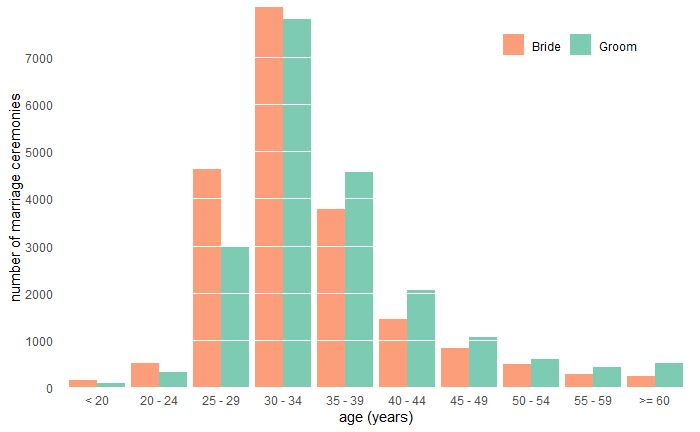 Bride Groom
7000
6000
5000
4000
3000
2000
1000
0
number of marriage ceremonies
< 20 20 - 24 25 - 29 30 - 34 35 - 39 40 - 44 45 - 49 50 - 54 55 - 59 >= 60
age (years)